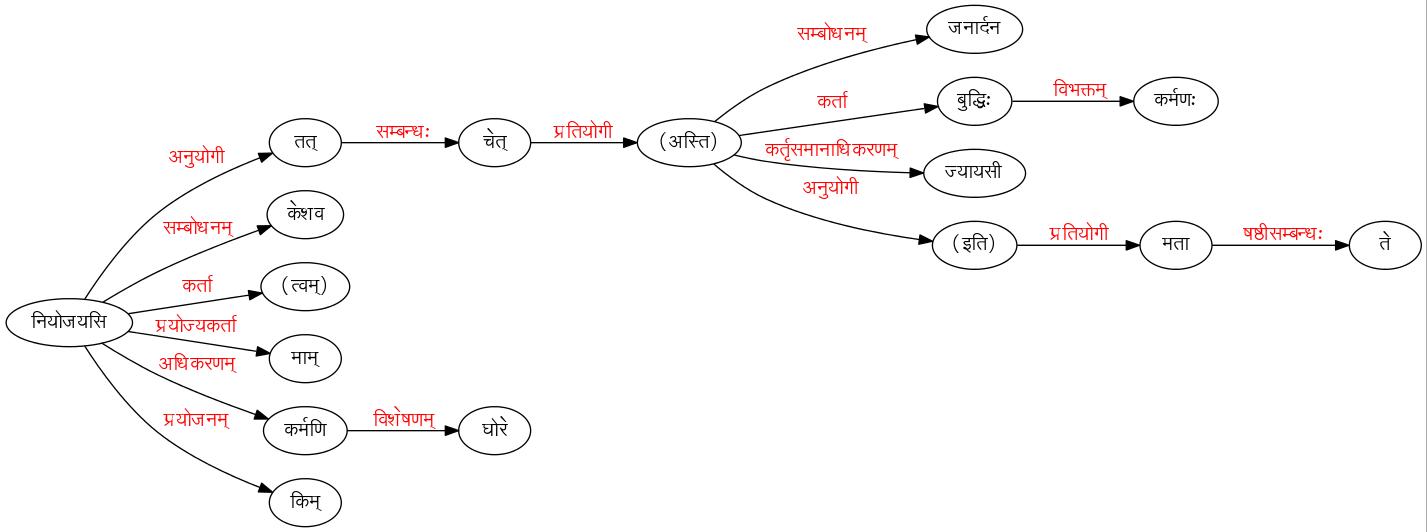 जनार्दन
सम्बोधनम्
कर्ता
बुद्धिः
विभक्तम्
कर्मणः
अनुयोगी
तत्
सम्बन्धः
चेत्
प्रतियोगी
(अस्ति)
कर्तृसमानाधिकरणम्
ज्यायसी
अनुयोगी
केशव
सम्बोधनम्
(इति)
प्रतियोगी
मता
षष्ठीसम्बन्धः
ते
कर्ता
(त्वम्)
नियोजयसि
प्रयोज्यकर्ता
माम्
अधिकरणम्
कर्मणि
विशेषणम्
घोरे
प्रयोजनम्
किम्